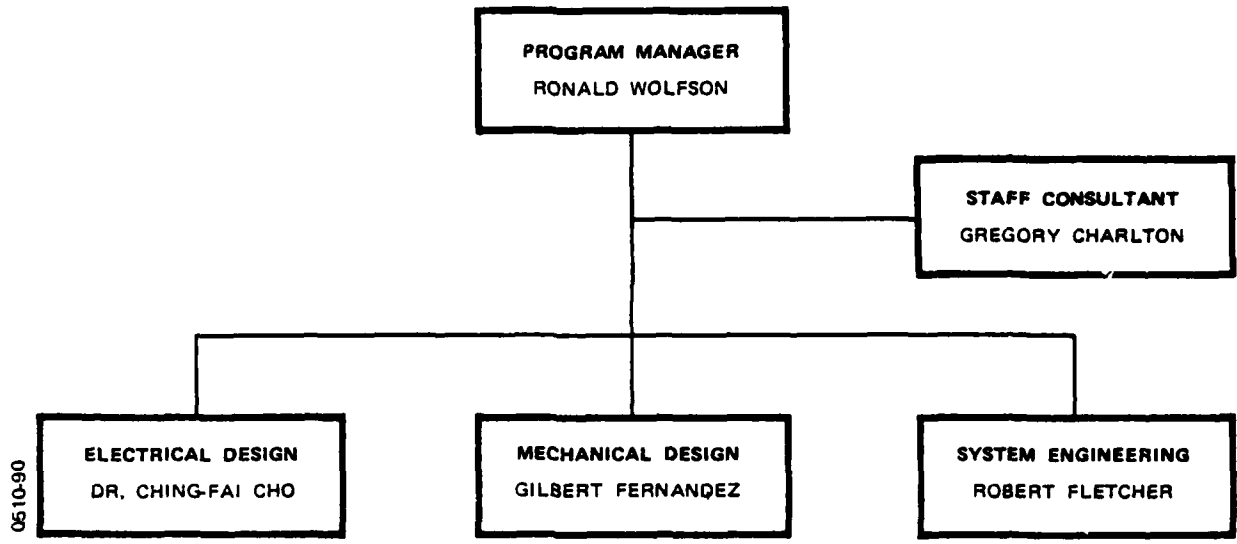 PROGRAM MANAGER
RONALD WOLFSON
STAFF CONSULTANT
GREGORY CHARLTON
ELECTRICAL DESIGN
DR. CHING-FAI CHO
MECHANICAL DESIGN
GILBERT FERNANDEZ
SYSTEM ENGINEERING
ROBERT FLETCHER
0510-90